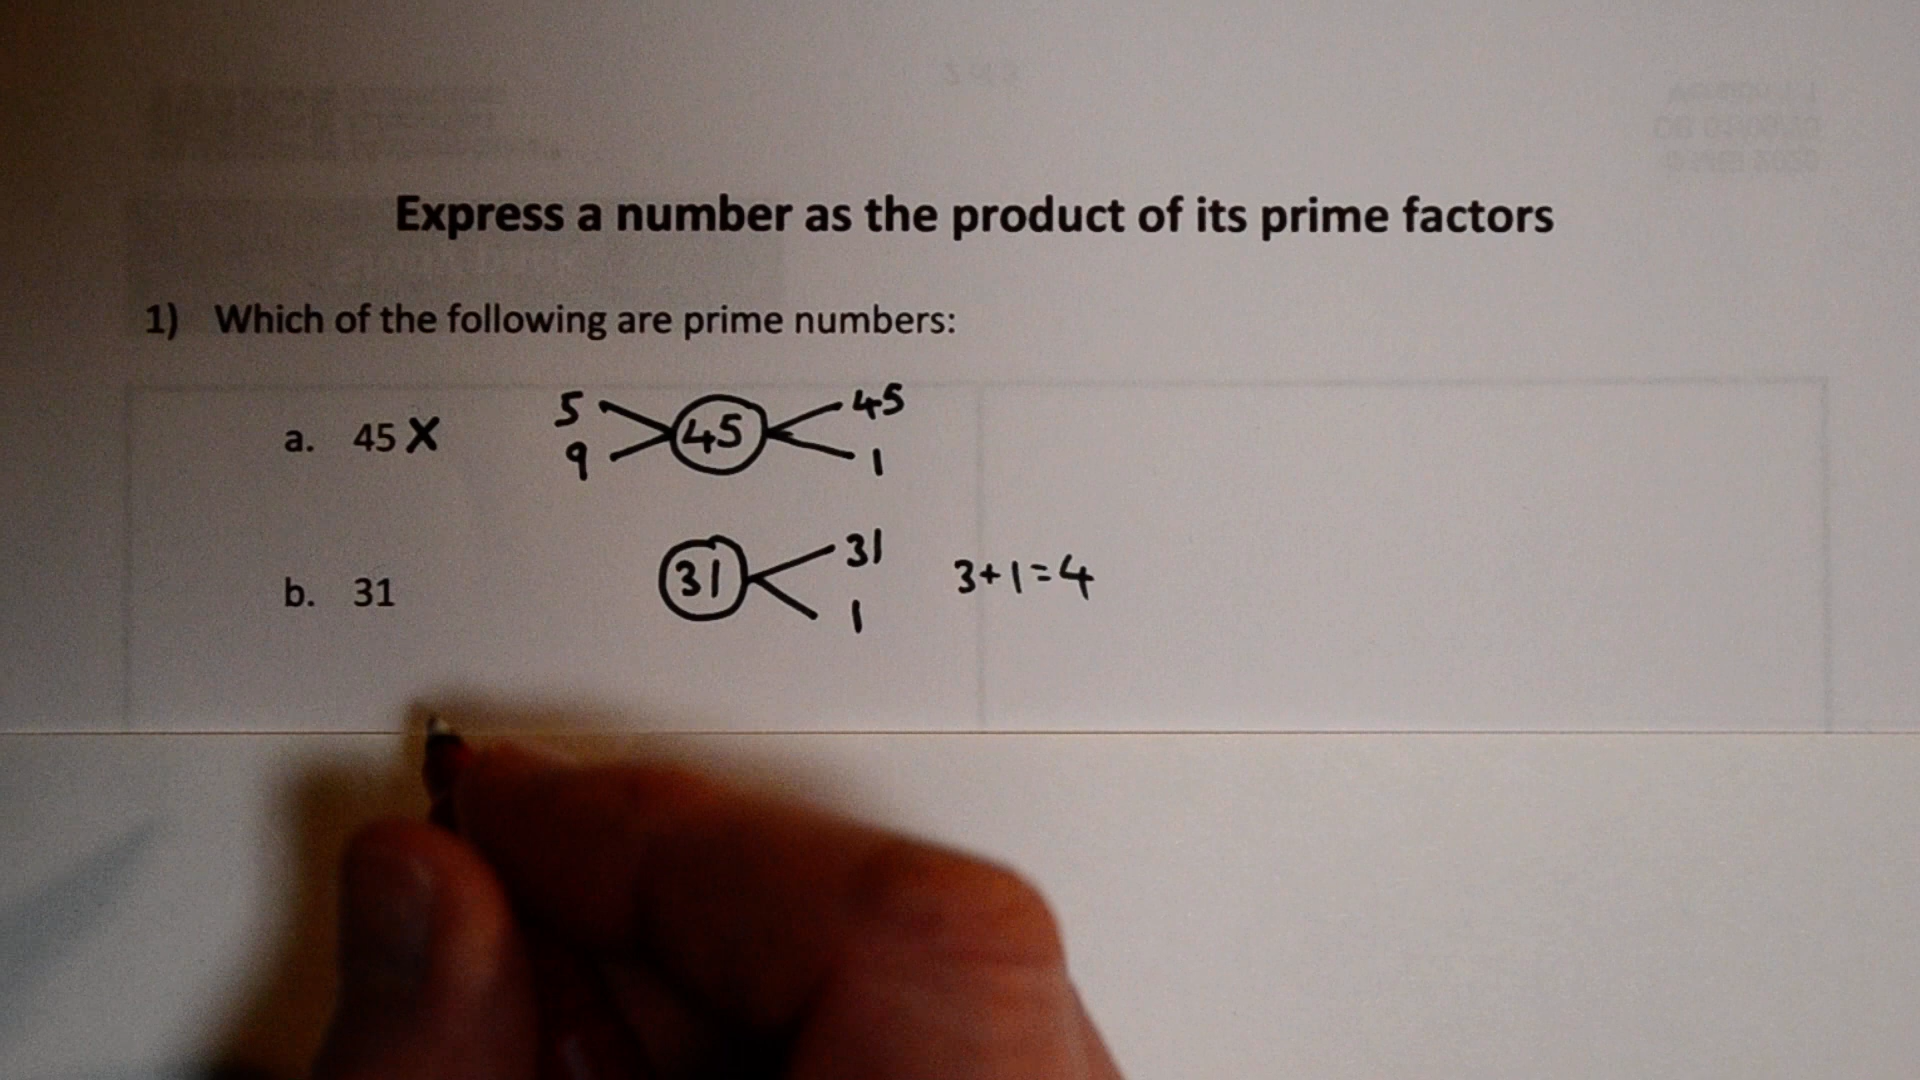 Express a number as the product of its prime factors
1) Which of the following are prime numbers:
a. 45 X
5 45 45
9 1
b. 31
31 31 3+1=4
1